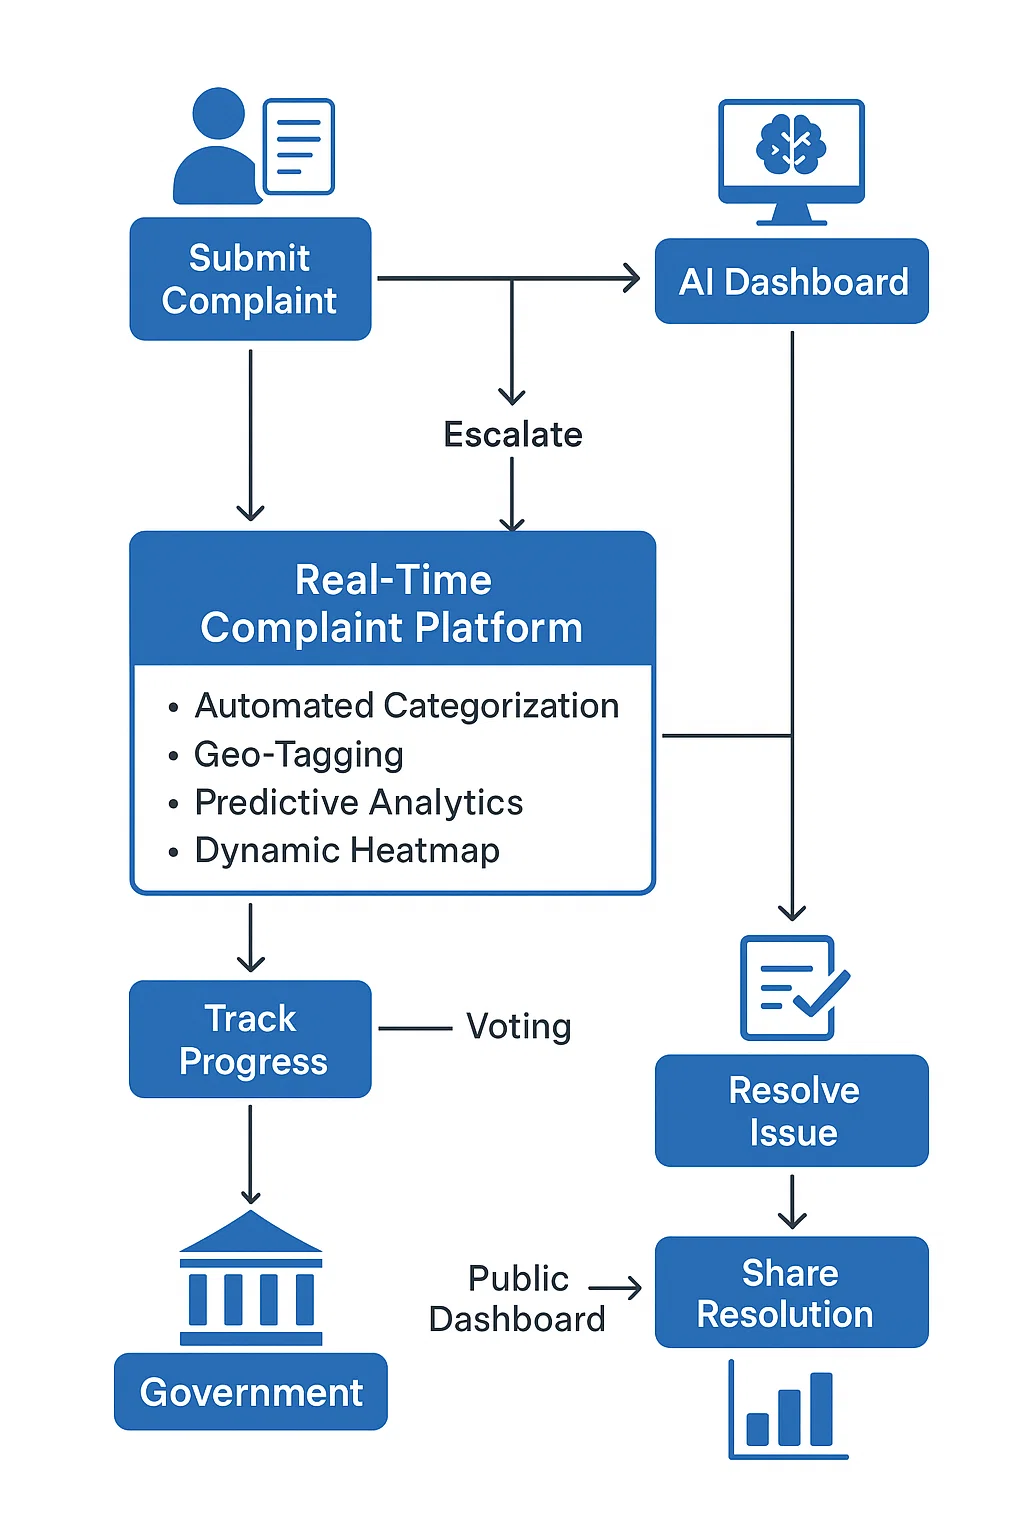 Submit
Complaint
AI Dashboard
Escalate
Real-Time
Complaint Platform
• Automated Categorization
• Geo-Tagging
• Predictive Analytics
• Dynamic Heatmap
Track
Progress
Voting
Resolve
Issue
Government
Public
Dashboard
Share
Resolution